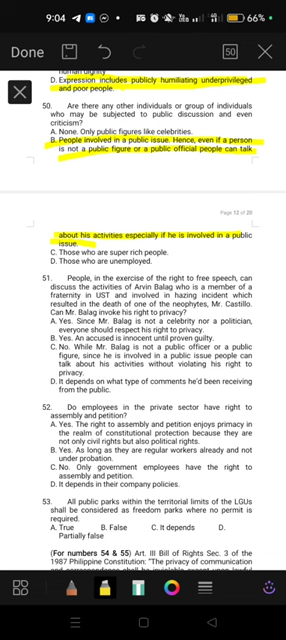 9:04
66%
Done
50
human dignity
D. Expression includes publicly humiliating underprivileged
and poor people.
50. Are there any other individuals or group of individuals
who may be subjected to public discussion and even
criticism?
A. None. Only public figures like celebrities.
B. People involved in a public issue. Hence, even if a person
is not a public figure or a public official people can talk
Page 12 of 20
about his activities especially if he is involved in a public
issue.
C. Those who are super rich people.
D. Those who are unemployed.
51. People, in the exercise of the right to free speech, can
discuss the activities of Arvin Balag who is a member of a
fraternity in UST and involved in hazing incident which
resulted in the death of one of the neophytes, Mr. Castillo.
Can Mr. Balag invoke his right to privacy?
A. Yes. Since Mr. Balag is not a celebrity nor a politician,
everyone should respect his right to privacy.
B. Yes. An accused is innocent until proven guilty.
C. No. While Mr. Balag is not a public officer or a public
figure, since he is involved in a public issue people can
talk about his activities without violating his right to
privacy.
D. It depends on what type of comments he'd been receiving
from the public.
52. Do employees in the private sector have right to
assembly and petition?
A. Yes. The right to assembly and petition enjoys primacy in
the realm of constitutional protection because they are
not only civil rights but also political rights.
B. Yes. As long as they are regular workers already and not
under probation.
C. No. Only government employees have the right to
assembly and petition.
D. It depends in their company policies.
53. All public parks within the territorial limits of the LGUs
shall be considered as freedom parks where no permit is
required.
A. True B. False C. It depends D.
Partially false
(For numbers 54 & 55) Art. III Bill of Rights Sec. 3 of the
1987 Philippine Constitution: "The privacy of communication